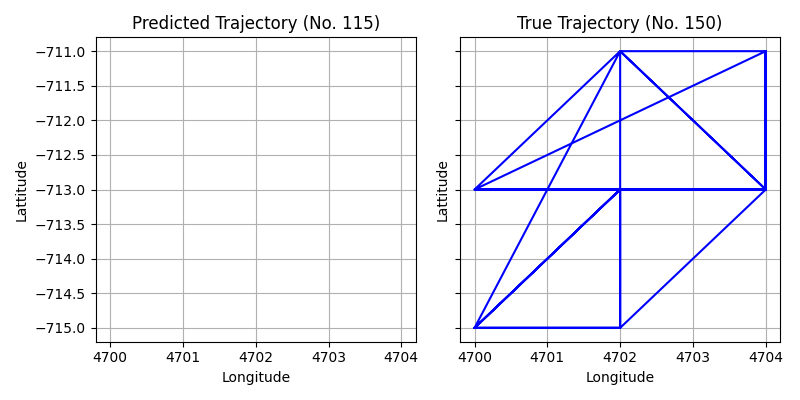 Predicted Trajectory (No. 115)
True Trajectory (No. 150)
−711.0
−711.5
−712.0
−712.5
−713.0
−713.5
−714.0
−714.5
−715.0
Lattitude
Lattitude
4700 4701 4702 4703 4704
4700 4701 4702 4703 4704
Longitude
Longitude